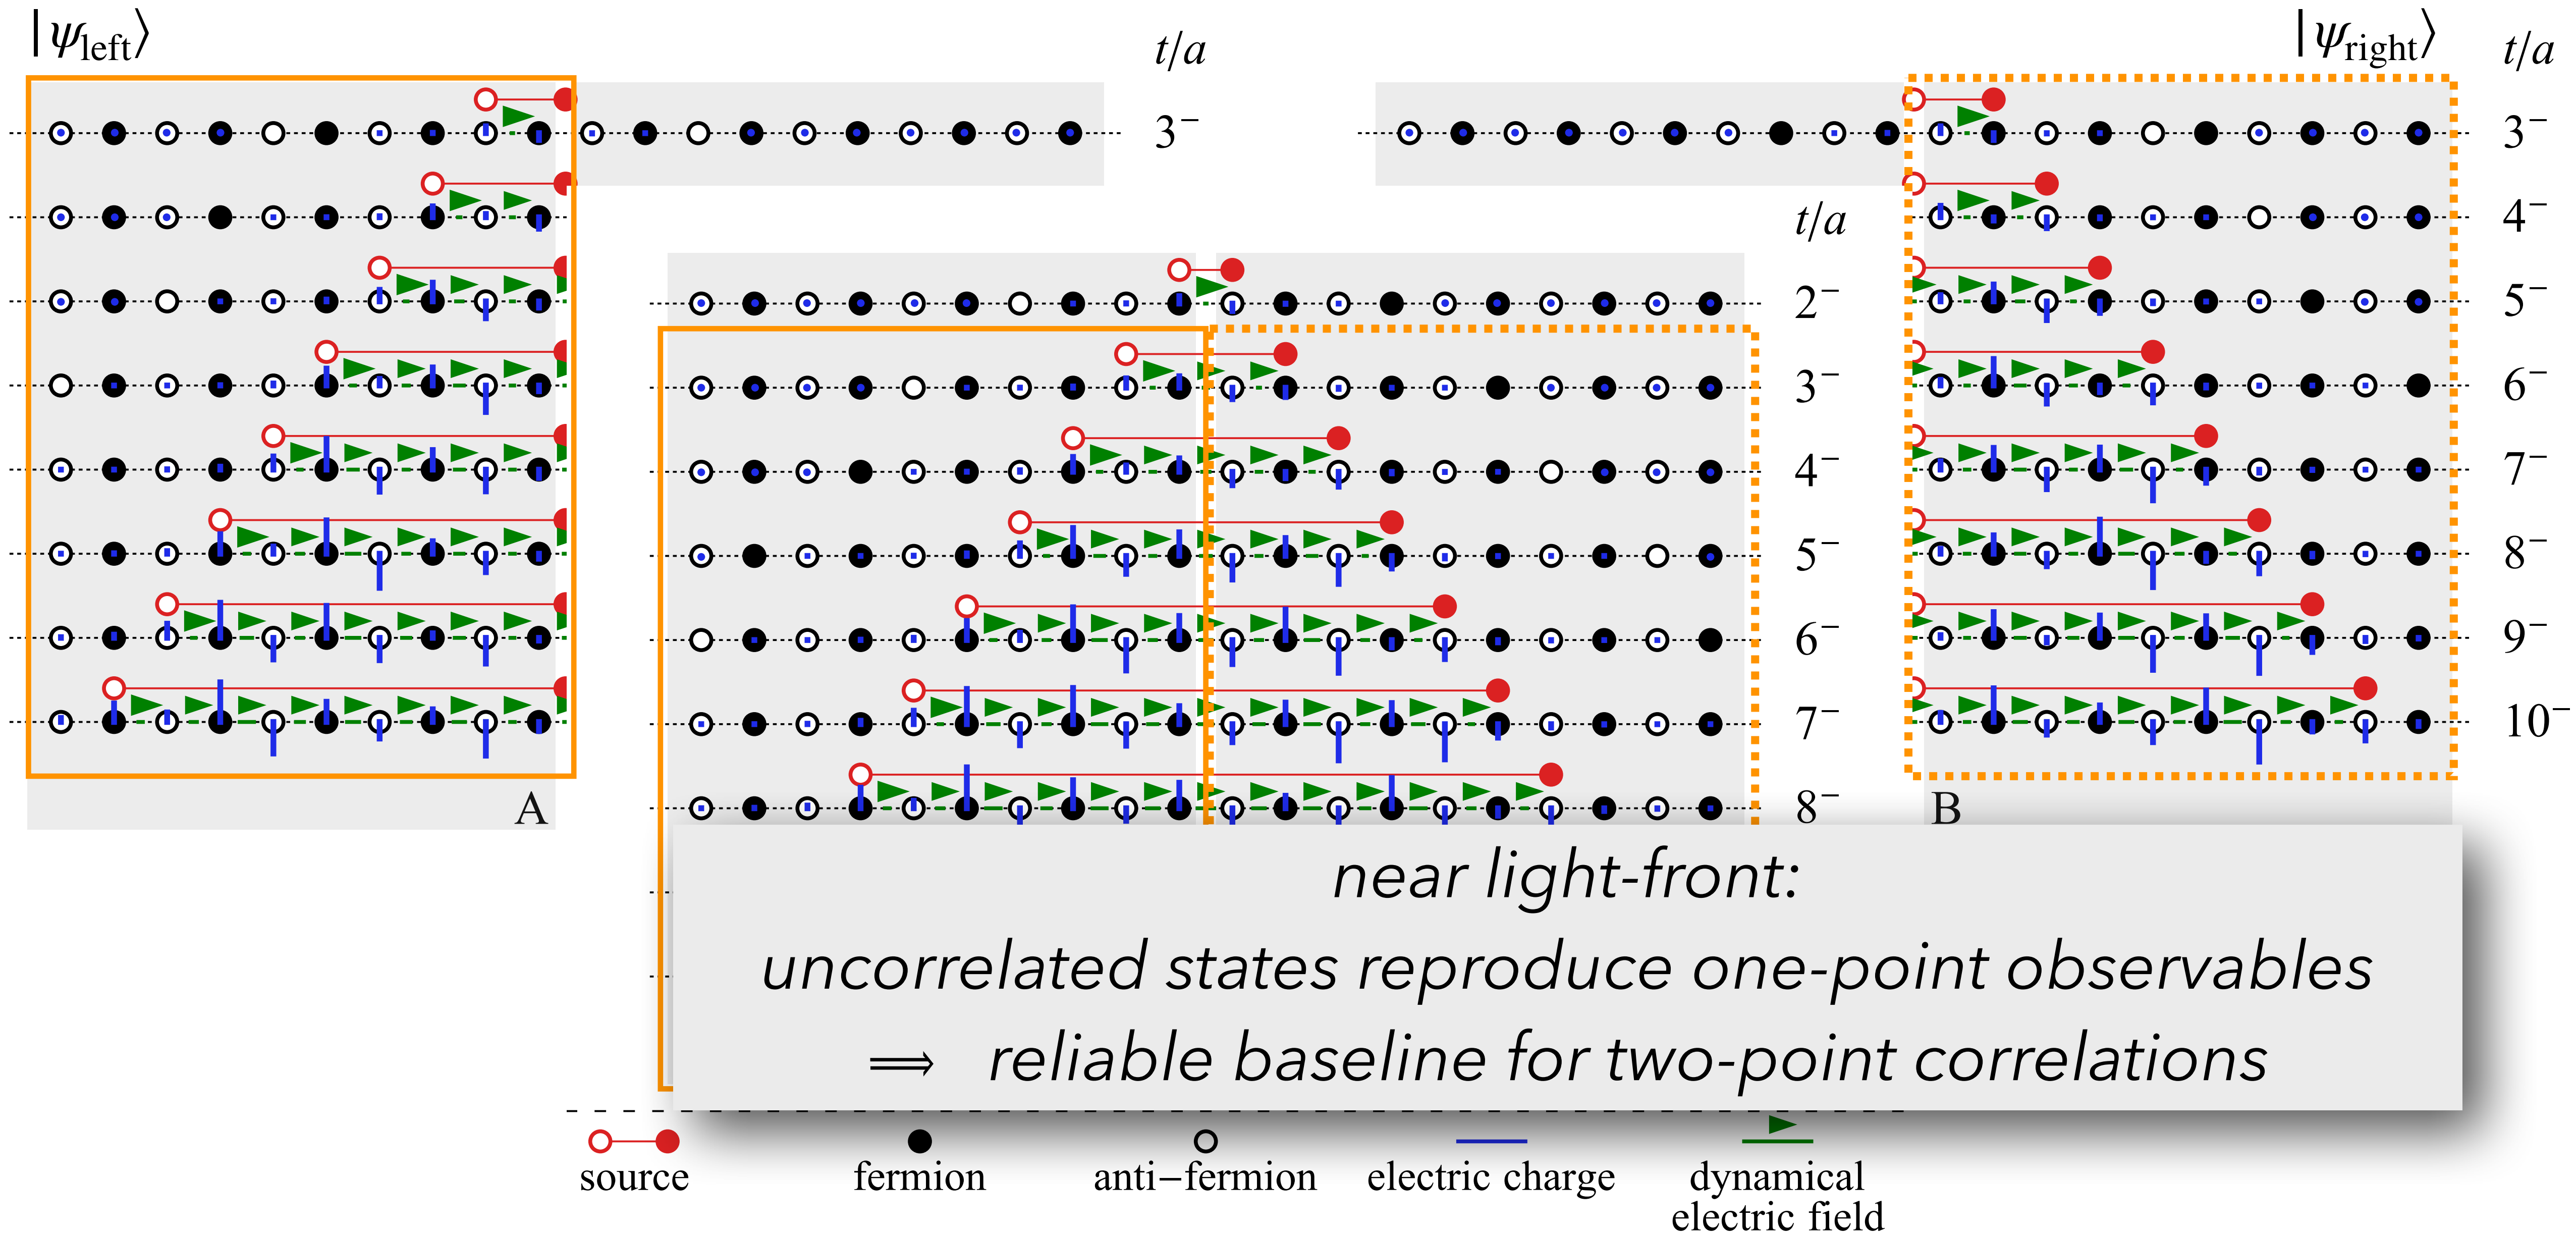 |ψleft⟩
t/a
|ψright⟩
t/a
3⁻
3⁻
4⁻
t/a
5⁻
2⁻
6⁻
3⁻
7⁻
4⁻
8⁻
5⁻
9⁻
6⁻
10⁻
7⁻
A
8⁻
B
near light-front:
uncorrelated states reproduce one-point observables
⟹ reliable baseline for two-point correlations
source
fermion
anti−fermion
electric charge
dynamical
electric field